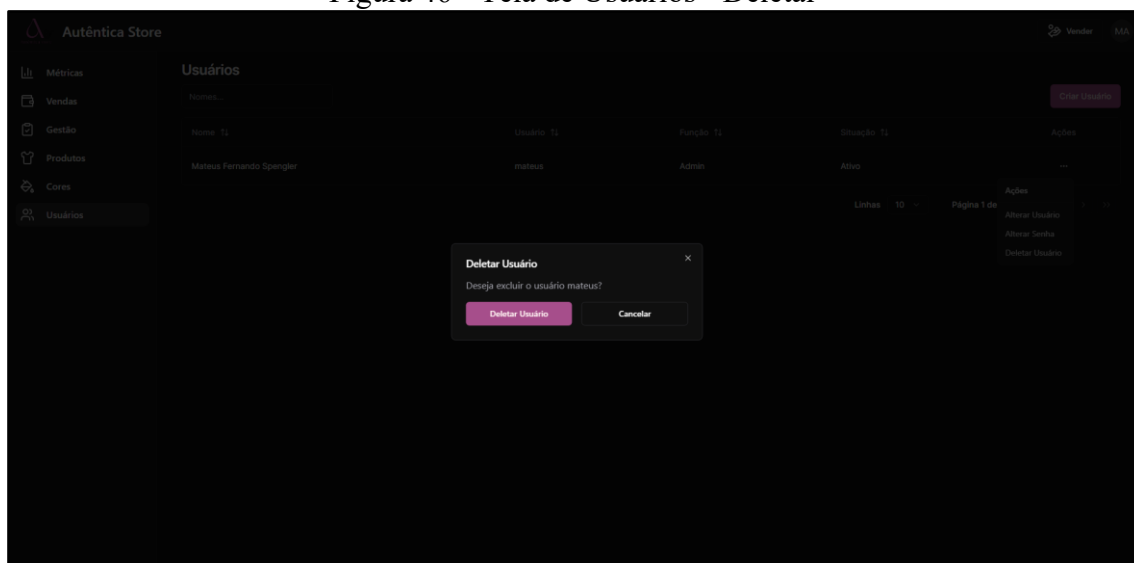 Figura 46 - Tela de Usuários - Deletar
Autêntica Store
Vender
MA
Métricas
Vendas
Gestão
Produtos
Cores
Usuários
Usuários
Nomes...
Criar Usuário
Nome
Usuário
Função
Situação
Ações
Mateus Fernando Spengler
mateus
Admin
Ativo
...
Linhas 10
Página 1 de
Ações
Alterar Usuário
Alterar Senha
Deletar Usuário
Deletar Usuário
Deseja excluir o usuário mateus?
Deletar Usuário
Cancelar